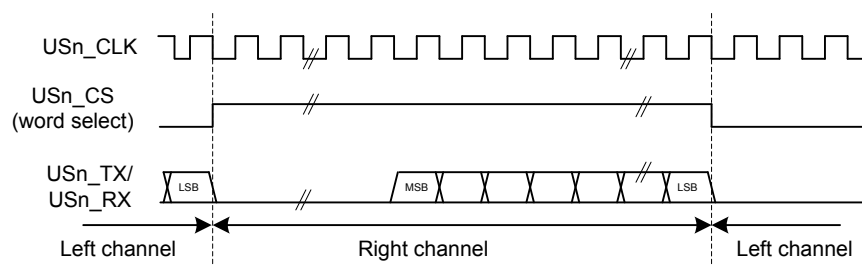 USn_CLK
USn_CS
(word select)
USn_TX/
USn_RX
LSB
MSB
LSB
Left channel
Right channel
Left channel